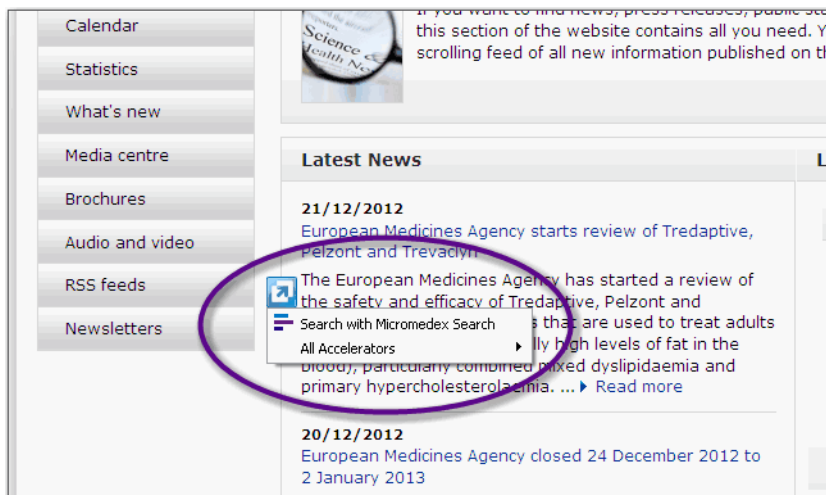 Calendar
Statistics
What's new
Media centre
Brochures
Audio and video
RSS feeds
Newsletters
Science
Health
this section of the website contains all you need. Y
scrolling feed of all new information published on th
Latest News
L
21/12/2012
European Medicines Agency starts review of Tredaptive,
Pelzont and Trevaclyn
The European Medicines Agency has started a review of
the safety and efficacy of Tredaptive, Pelzont and
s that are used to treat adults
lly high levels of fat in the
blood), particularly combined mixed dyslipidaemia and
primary hypercholesterolaemia. ... Read more
Search with Micromedex Search
All Accelerators
20/12/2012
European Medicines Agency closed 24 December 2012 to
2 January 2013